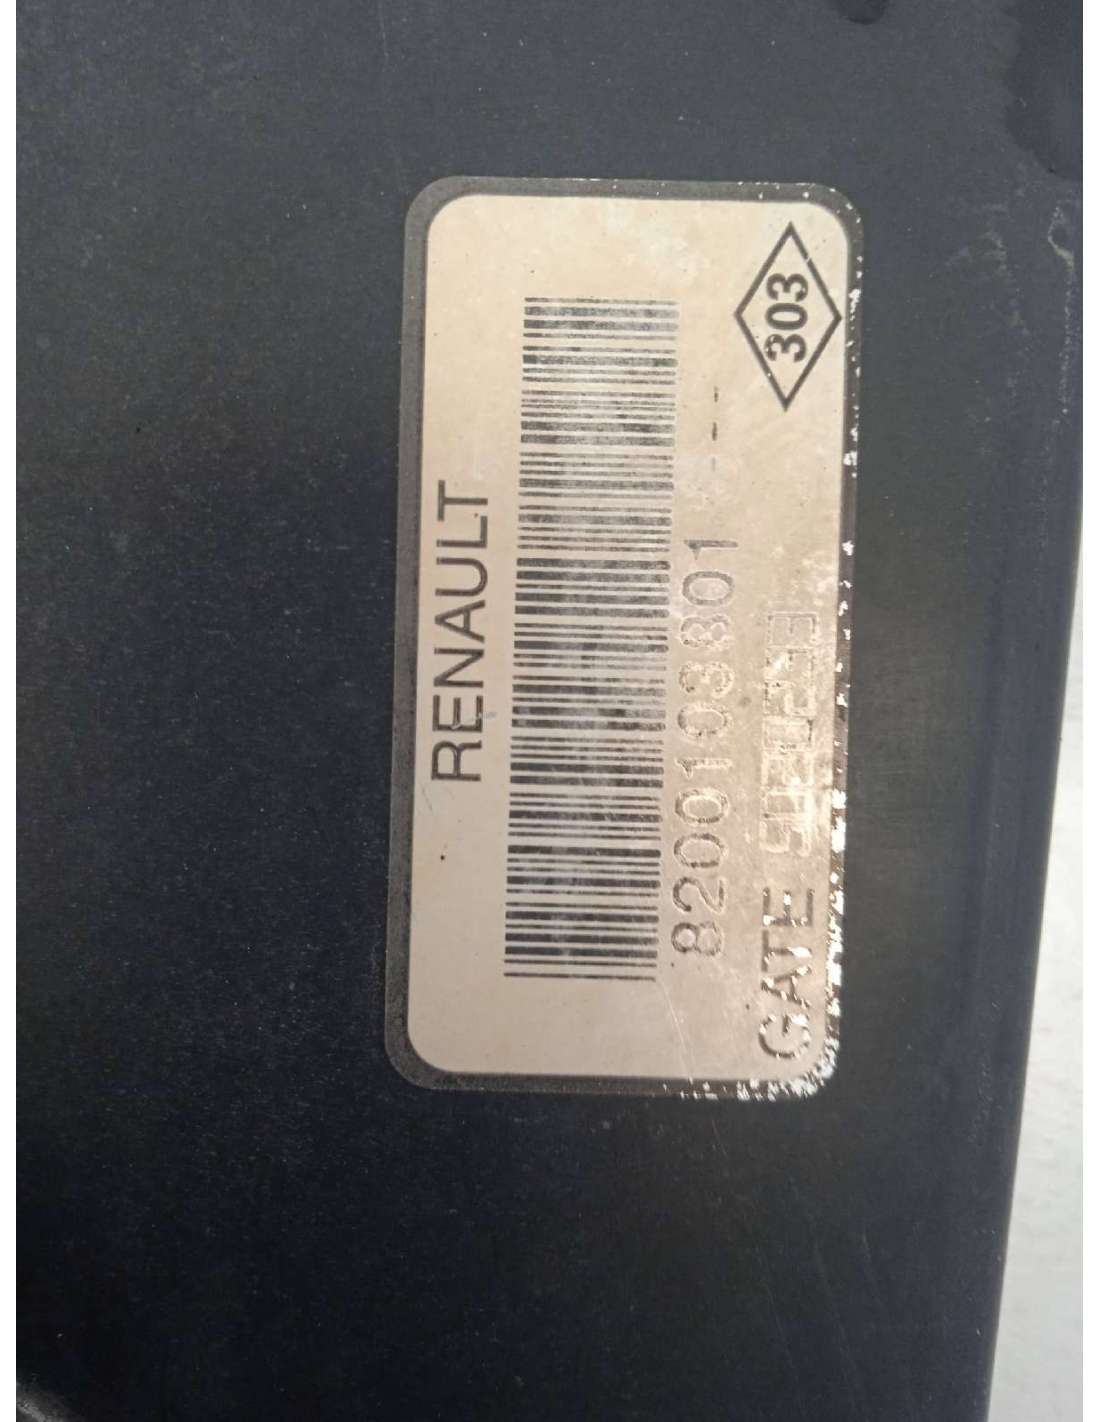 RENAULT
8200103801 ---
GATE
303